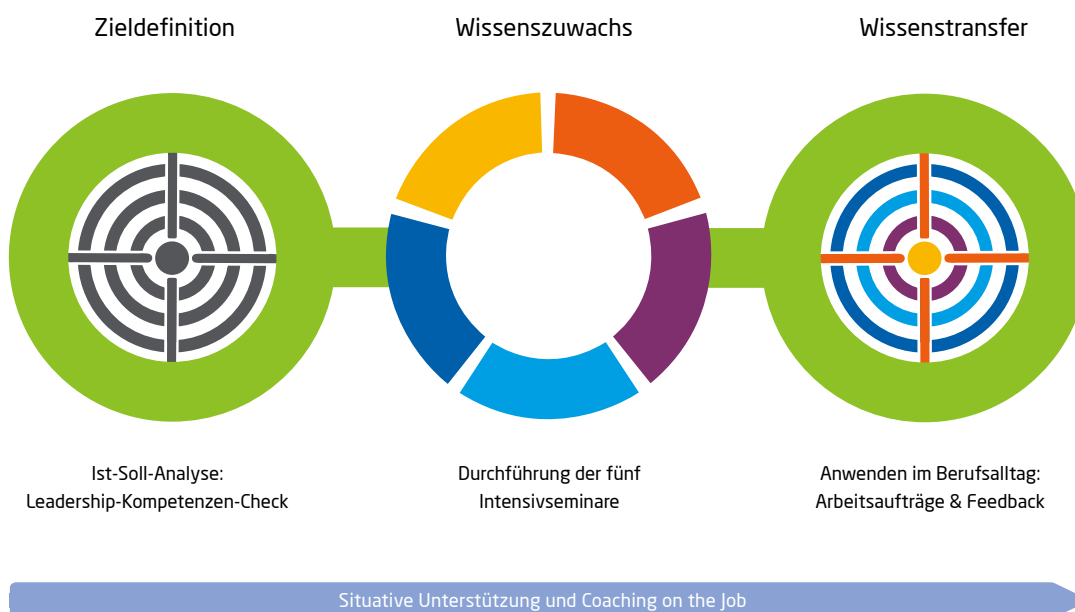 Zieldefinition
Wissenszuwachs
Wissenstransfer
Ist-Soll-Analyse:
Leadership-Kompetenzen-Check
Durchführung der fünf
Intensivseminare
Anwenden im Berufsalltag:
Arbeitsaufträge & Feedback
Situative Unterstützung und Coaching on the Job